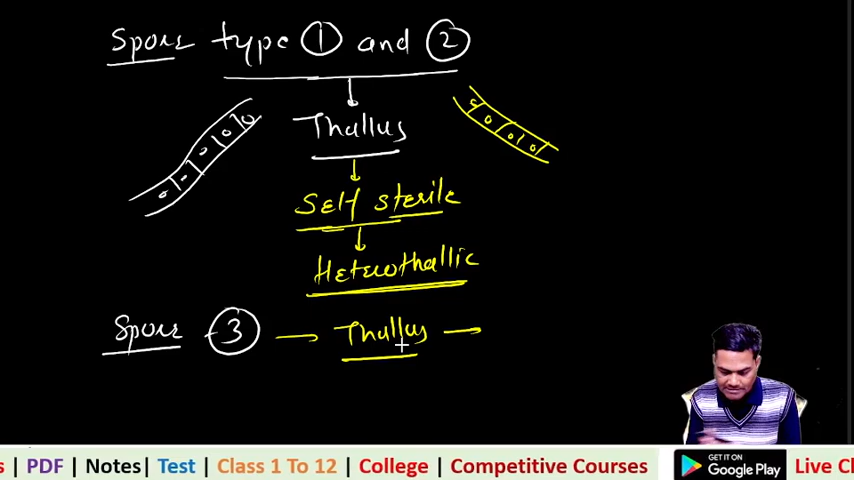 Spore type 1 and 2
Thallus
Self sterile
Heterothallic
Spore - 3 → Thallus →
s | PDF | Notes| Test | Class 1 To 12 | College | Competitive Courses
GET IT ON
Google Play
Live Cl